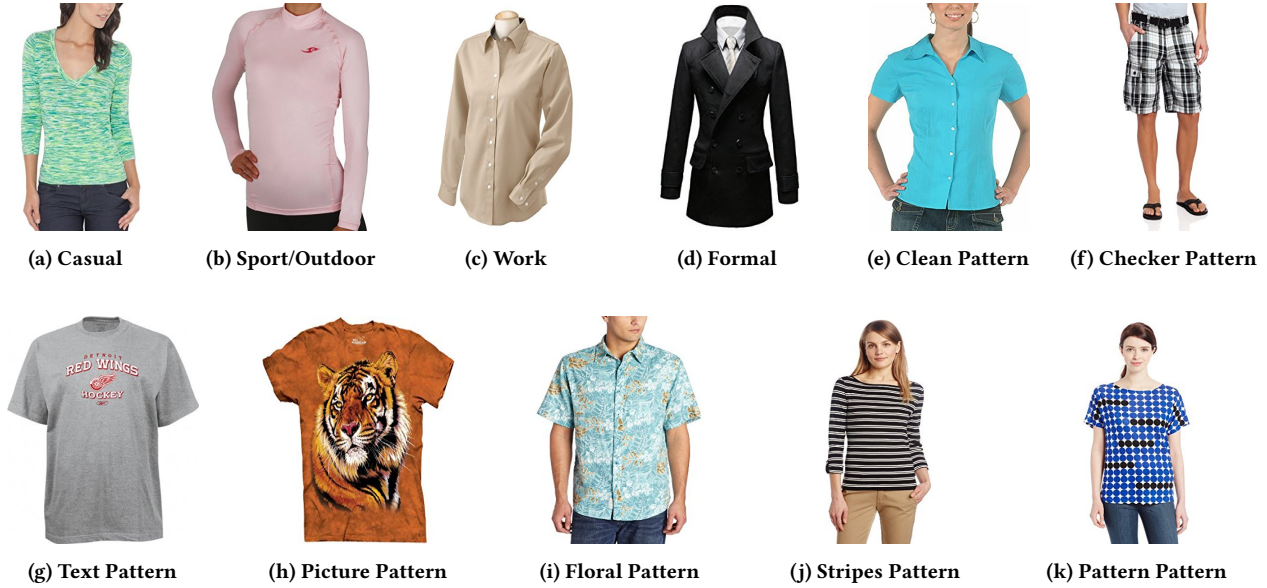 (a) Casual
(b) Sport/Outdoor
(c) Work
(d) Formal
(e) Clean Pattern
(f) Checker Pattern
DETROIT
RED WINGS
HOCKEY
(g) Text Pattern
(h) Picture Pattern
(i) Floral Pattern
(j) Stripes Pattern
(k) Pattern Pattern